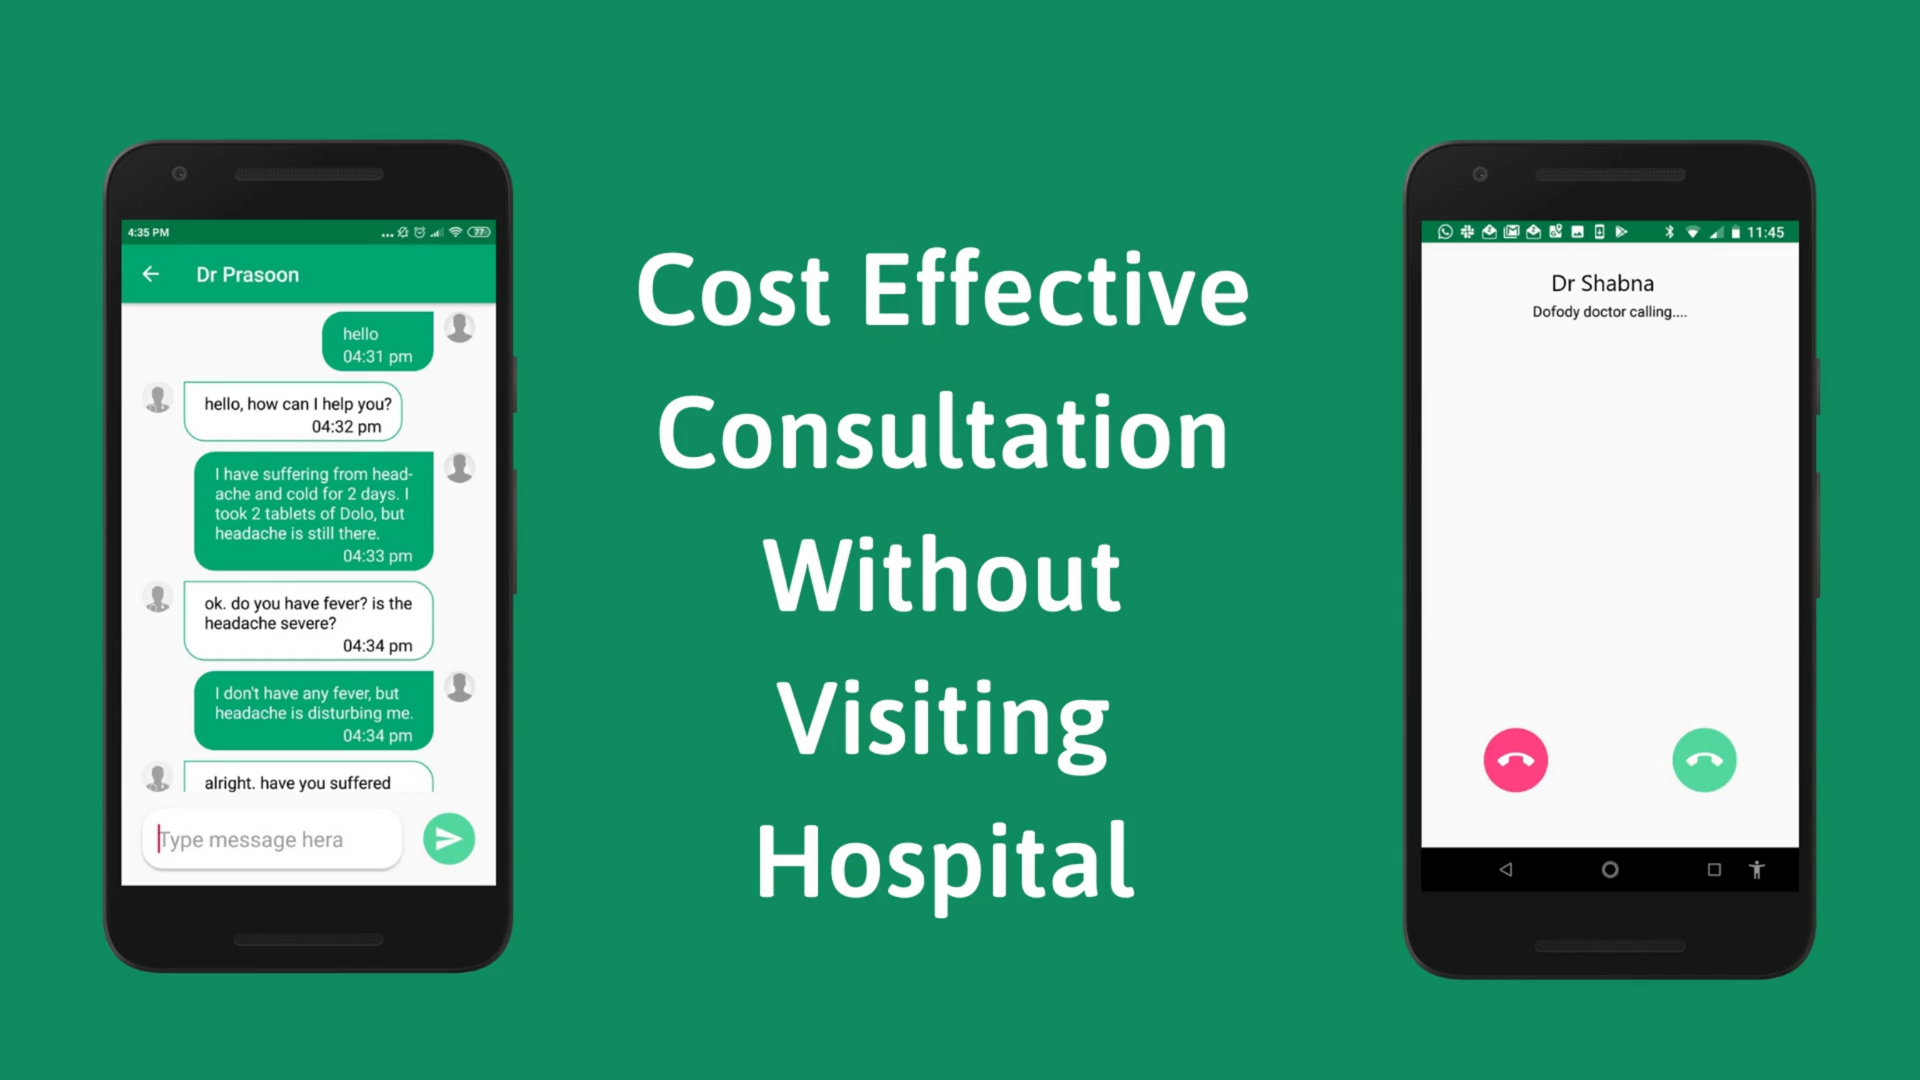 4:35 PM
77
Dr Prasoon
hello
04:31 pm
hello, how can I help you?
04:32 pm
I have suffering from head-
ache and cold for 2 days. I
took 2 tablets of Dolo, but
headache is still there.
04:33 pm
ok. do you have fever? is the
headache severe?
04:34 pm
I don't have any fever, but
headache is disturbing me.
04:34 pm
alright. have you suffered
Type message hera
Cost Effective
Consultation
Without
Visiting
Hospital
11:45
Dr Shabna
Dofody doctor calling....